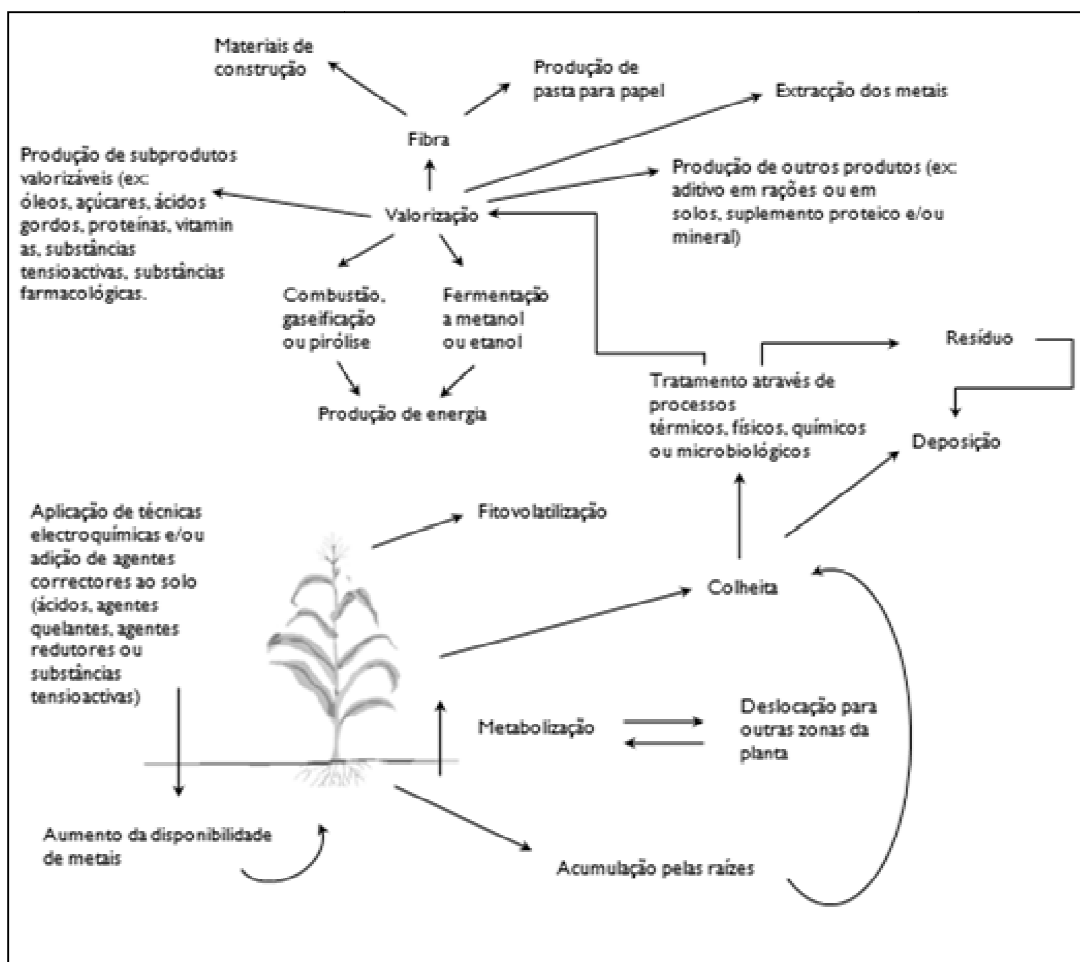 Materiais de
construção
Produção de
pasta para papel
Extracção dos metais
Fibra
Produção de subprodutos
valorizáveis (ex:
óleos, açúcares, ácidos
gordos, proteínas, vitamin
as, substâncias
tensioactivas, substâncias
farmacológicas.
Produção de outros produtos (ex:
aditivo em rações ou em
solos, suplemento proteico e/ou
mineral)
Valorização
Combustão,
gaseificação
ou pirólise
Fermentação
a metanol
ou etanol
Resíduo
Produção de energia
Tratamento através de
processos
térmicos, físicos, químicos
ou microbiológicos
Deposição
Aplicação de técnicas
electroquímicas e/ou
adição de agentes
correctores ao solo
(ácidos, agentes
quelantes, agentes
redutores ou
substâncias
tensioactivas)
Fitovolatilização
Colheita
Metabolização
Deslocação para
outras zonas da
planta
Aumento da disponibilidade
de metais
Acumulação pelas raízes